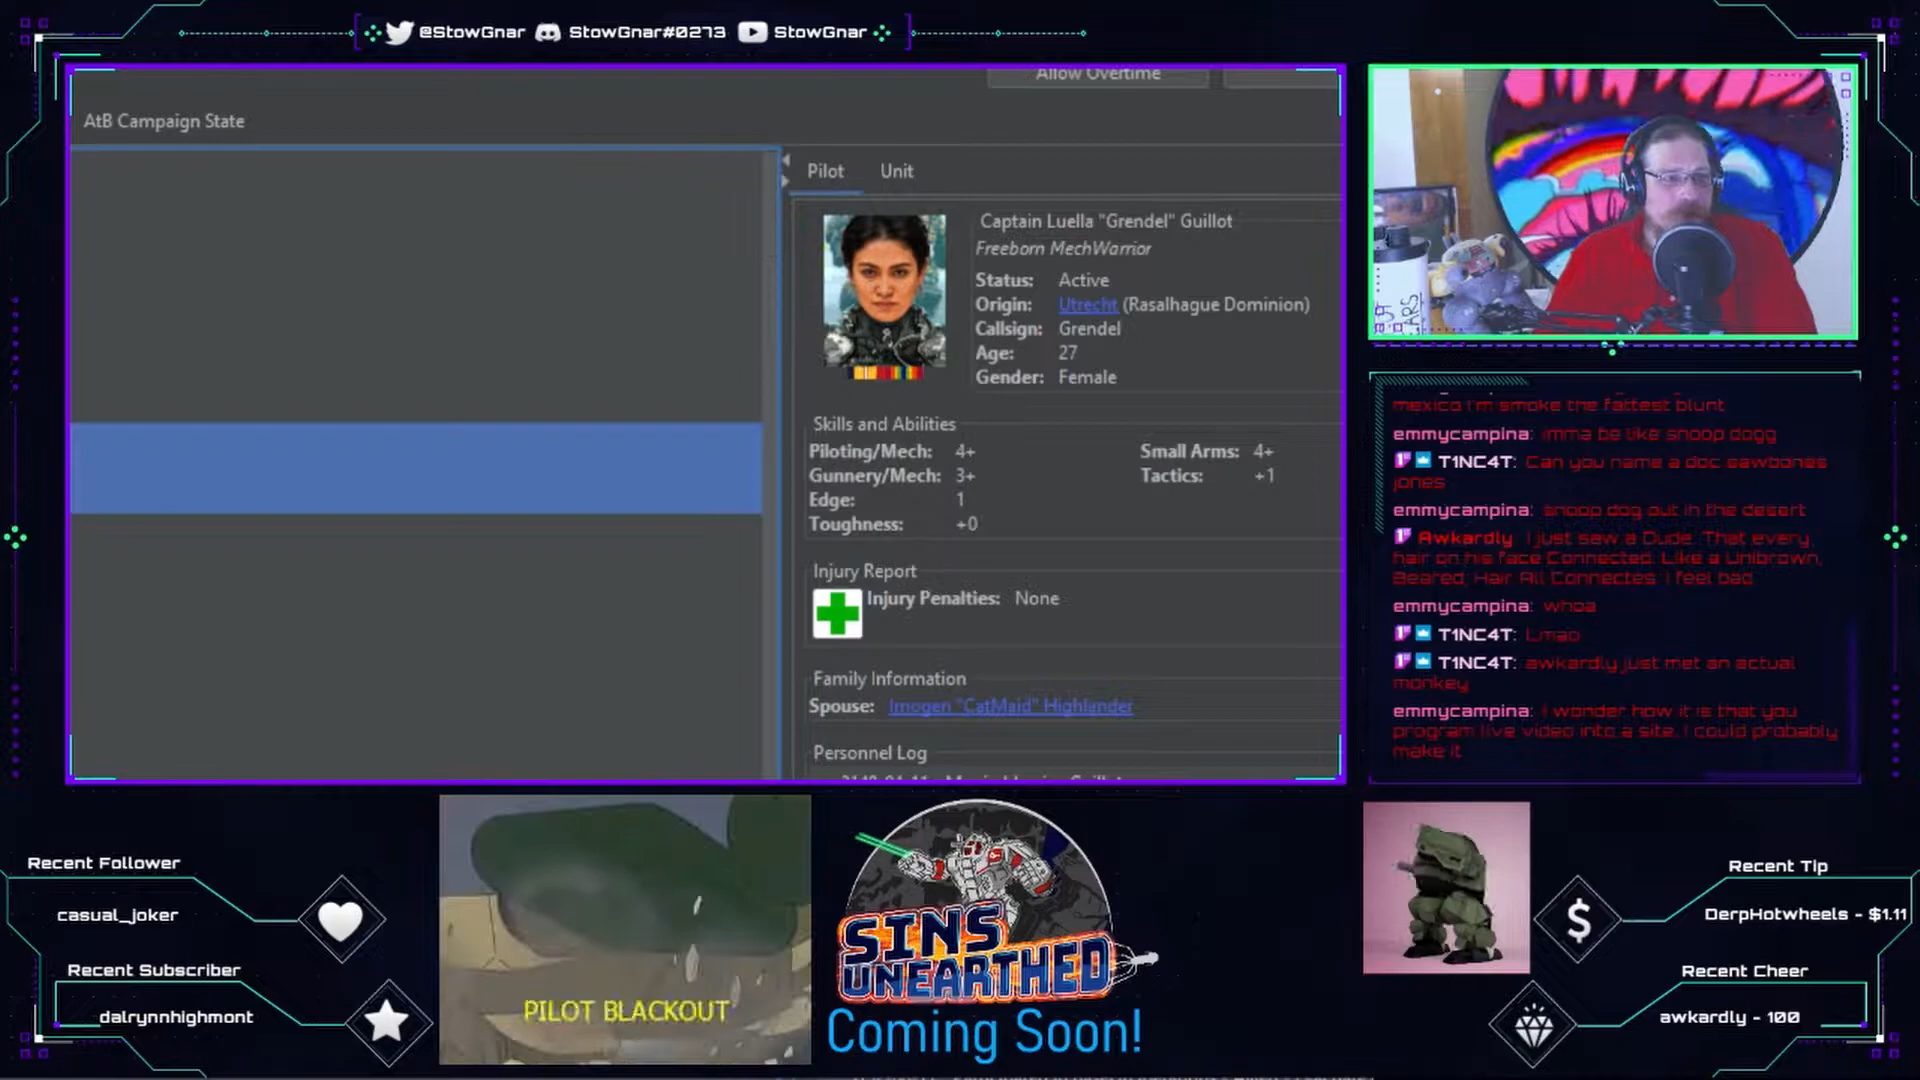 @StowGnar StowGnar#0273 StowGnar
Allow Overtime
AtB Campaign State
Pilot Unit
Captain Luella "Grendel" Guillot
Freeborn MechWarrior
Status: Active
Origin: Utrecht (Rasalhague Dominion)
Callsign: Grendel
Age: 27
Gender: Female
Skills and Abilities
Piloting/Mech: 4+ Small Arms: 4+
Gunnery/Mech: 3+ Tactics: +1
Edge: 1
Toughness: +0
Injury Report
Injury Penalties: None
Family Information
Spouse: Imogen "CatMaid" Highlander
Personnel Log
mexico I'm smoke the fattest blunt
emmycampina: imma be like snoop dogg
T1NC4T: Can you name a doc sawbones
jones
emmycampina: snoop dog out in the desert
Awkardly I just saw a Dude. That every
hair on his face Connected. Like a Unibrown,
Beared, Hair All Connectes. I feel bad
emmycampina: whoa
T1NC4T: Lmao
T1NC4T: awkardly just met an actual
monkey
emmycampina: I wonder how it is that you
program live video into a site. I could probably
make it
Recent Follower
casual_joker
Recent Subscriber
dalrynnhighmont
PILOT BLACKOUT
SINS
UNEARTHED
Coming Soon!
Recent Tip
DerpHotwheels - $1.11
Recent Cheer
awkardly - 100